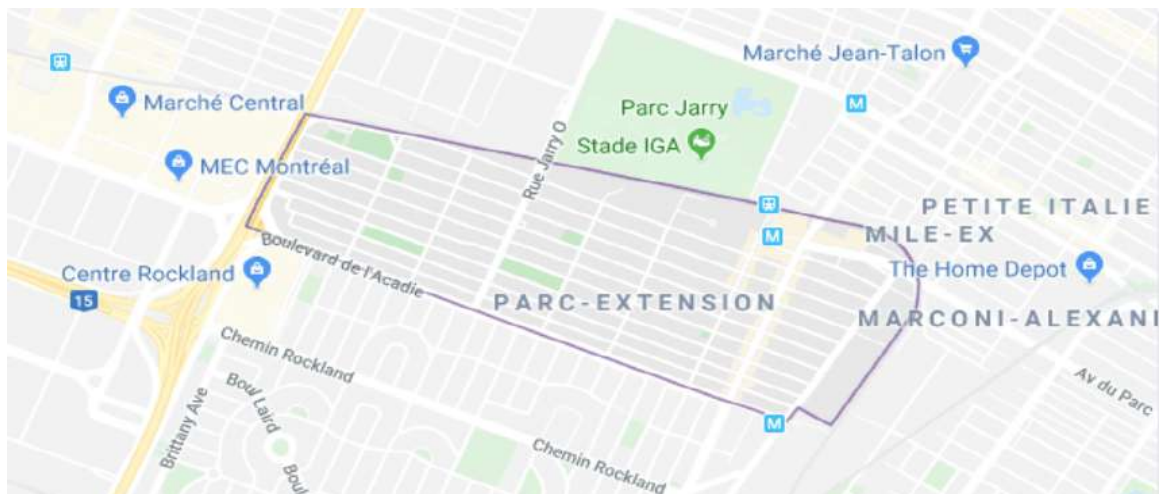 Marché Jean-Talon
Marché Central
M
Parc Jarry
Stade IGA
Rue Jarry O
MEC Montréal
PETITE ITALIE
M
MILE-EX
Boulevard de l'Acadie
Centre Rockland
The Home Depot
15
PARC-EXTENSION
MARCONI-ALEXAN
Chemin Rockland
Av du Parc
Boul Laird
Brittany Ave
M
Chemin Rockland
Boul